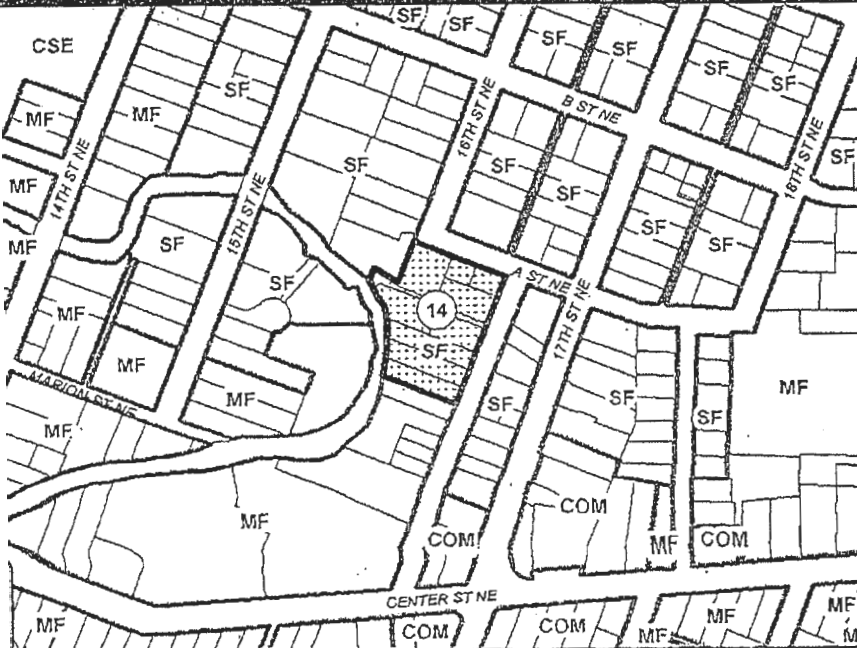 SF
SF
CSE
SF
SF
SF
SF
SF
MF
MF
B ST NE
16TH ST NE
18TH ST NE
SF
SF
SF
SF
MF
14TH ST NE
15TH ST NE
SF
SF
MF
SF
SF
A ST NE
14
17TH ST NE
MF
SF
MF
MF
MARION ST NE
MF
SF
SF
SF
MF
MF
COM
COM
MF
COM
CENTER ST NE
MF
COM
COM
MF
MF
MF